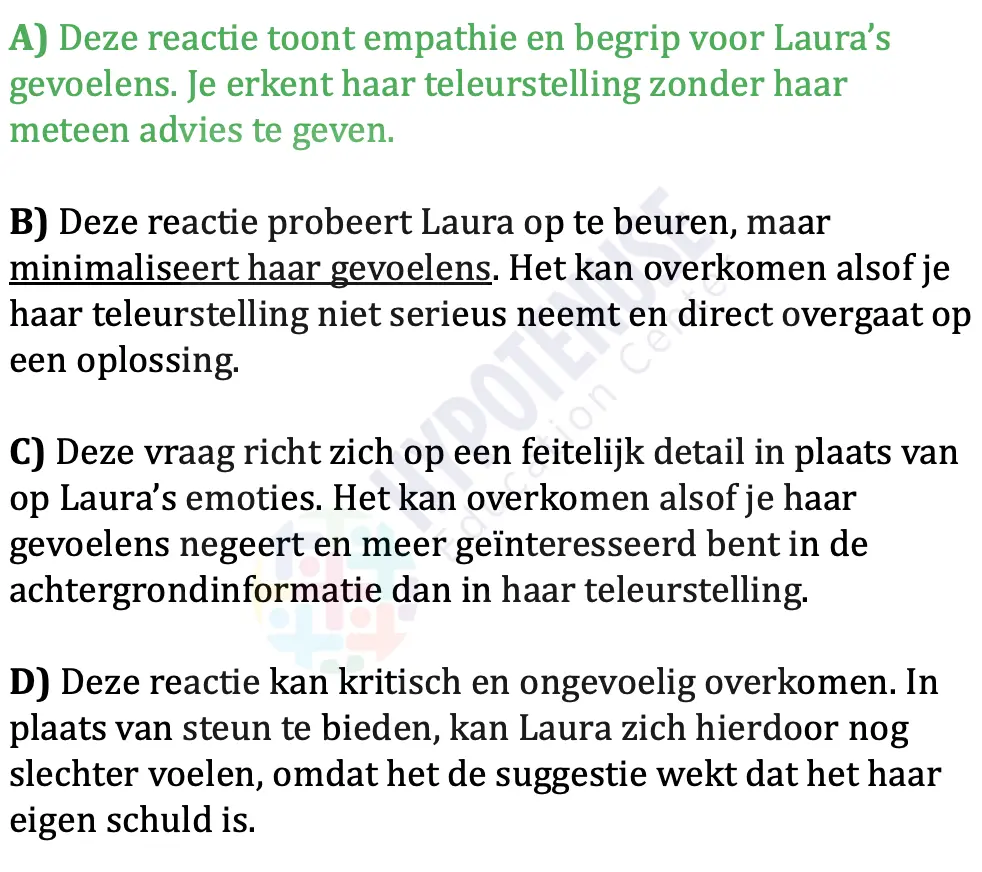 A) Deze reactie toont empathie en begrip voor Laura’s
gevoelens. Je erkent haar teleurstelling zonder haar
meteen advies te geven.
B) Deze reactie probeert Laura op te beuren, maar
minimaliseert haar gevoelens. Het kan overkomen alsof je
haar teleurstelling niet serieus neemt en direct overgaat op
een oplossing.
C) Deze vraag richt zich op een feitelijk detail in plaats van
op Laura’s emoties. Het kan overkomen alsof je haar
gevoelens negeert en meer geïnteresseerd bent in de
achtergrondinformatie dan in haar teleurstelling.
D) Deze reactie kan kritisch en ongevoelig overkomen. In
plaats van steun te bieden, kan Laura zich hierdoor nog
slechter voelen, omdat het de suggestie wekt dat het haar
eigen schuld is.
HYPOTENUSE
Education Center